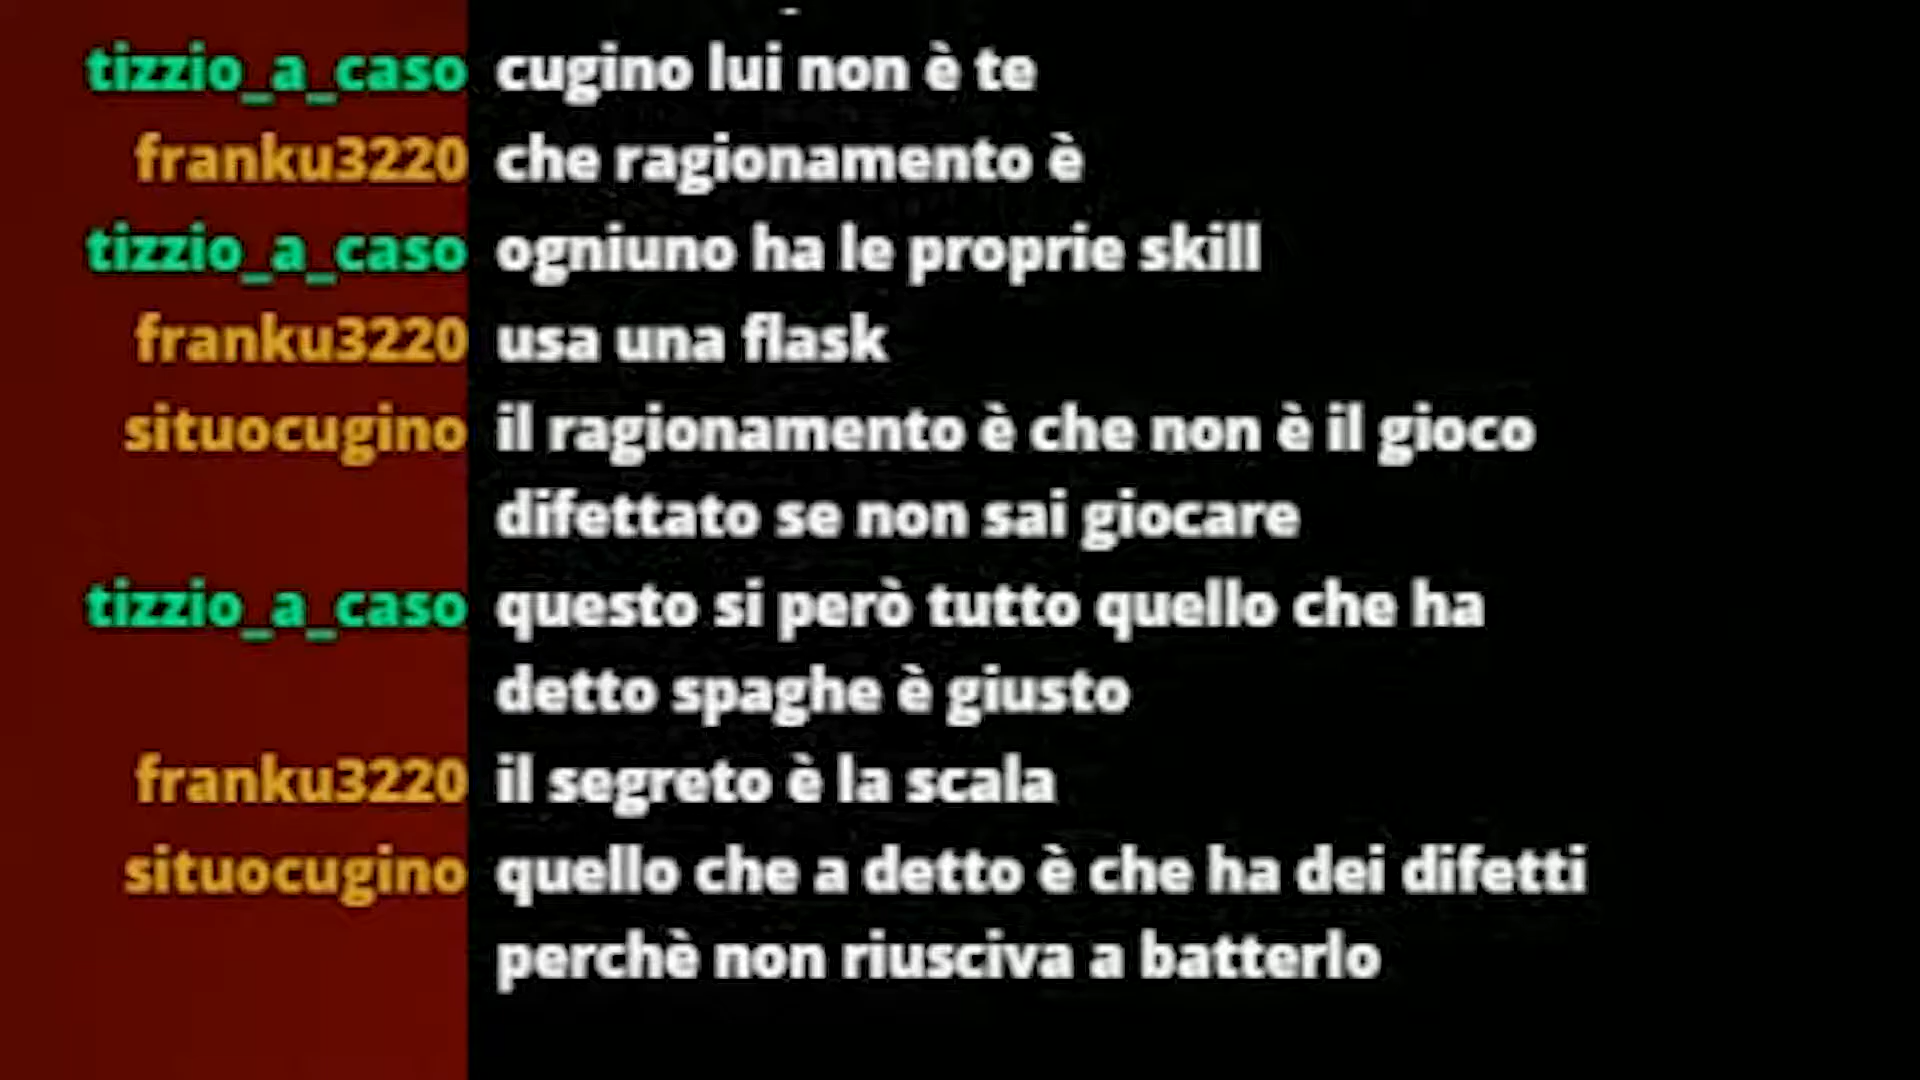 tizzio_a_caso cugino lui non è te
franku3220 che ragionamento è
tizzio_a_caso ogniuno ha le proprie skill
franku3220 usa una flask
situocugino il ragionamento è che non è il gioco
difettato se non sai giocare
tizzio_a_caso questo si però tutto quello che ha
detto spaghe è giusto
franku3220 il segreto è la scala
situocugino quello che a detto è che ha dei difetti
perchè non riusciva a batterlo